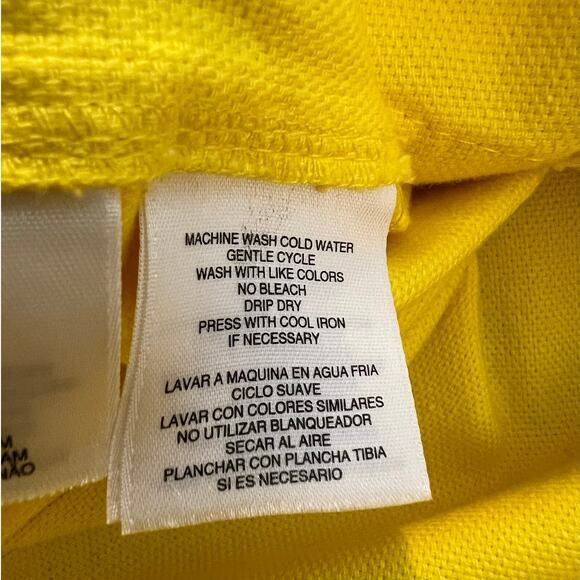 MACHINE WASH COLD WATER
GENTLE CYCLE
WASH WITH LIKE COLORS
NO BLEACH
DRIP DRY
PRESS WITH COOL IRON
IF NECESSARY
LAVAR A MAQUINA EN AGUA FRIA
CICLO SUAVE
LAVAR CON COLORES SIMILARES
NO UTILIZAR BLANQUEADOR
SECAR AL AIRE
PLANCHAR CON PLANCHA TIBIA
SI ES NECESARIO